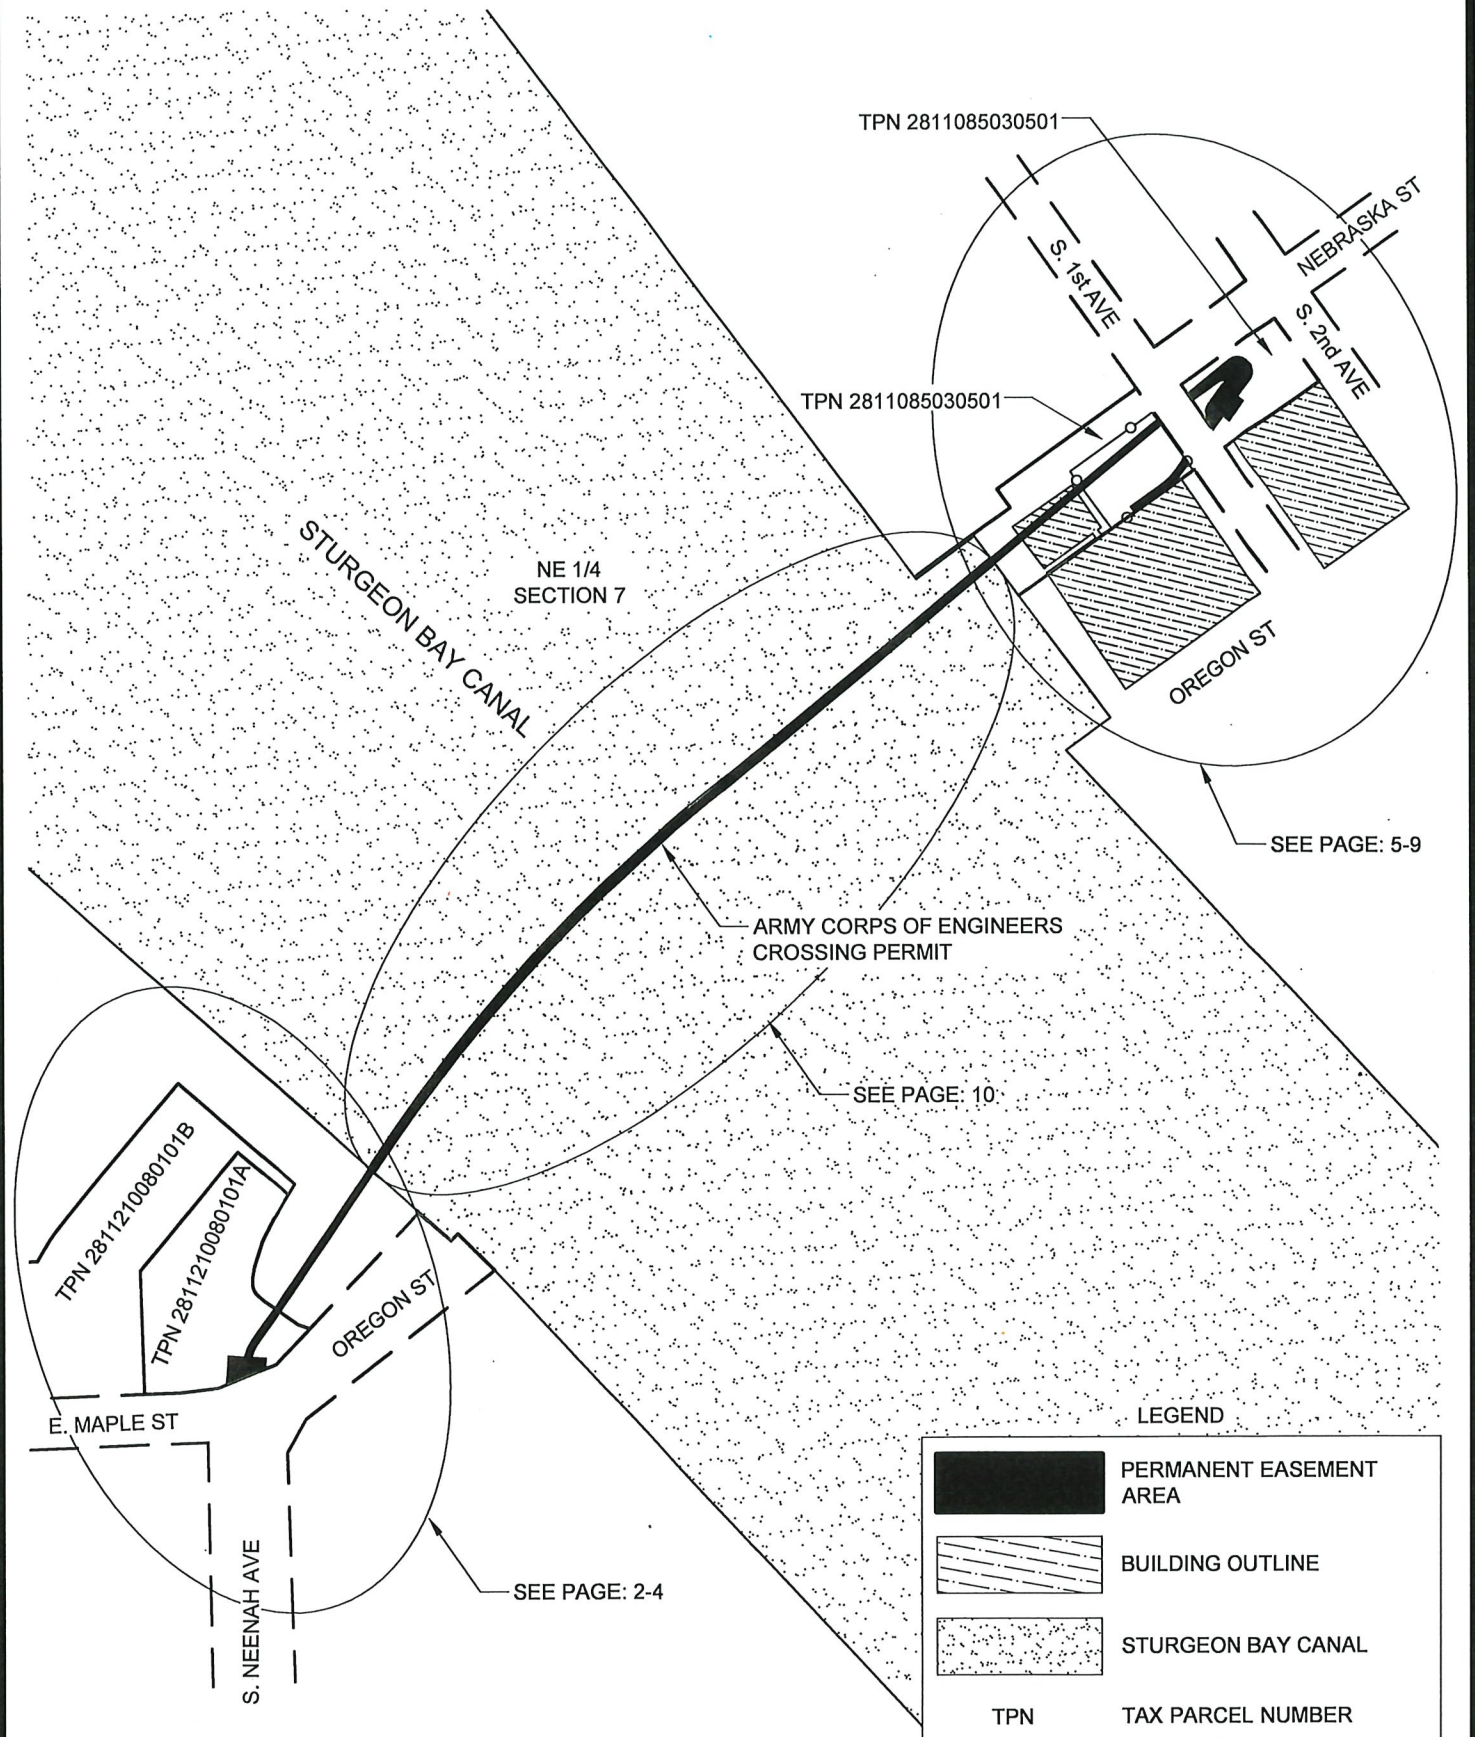 TPN 2811085030501
NEBRASKA ST
S. 1st AVE
S. 2nd AVE
TPN 2811085030501
STURGEON BAY CANAL
NE 1/4
SECTION 7
OREGON ST
SEE PAGE: 5-9
ARMY CORPS OF ENGINEERS
CROSSING PERMIT
SEE PAGE: 10
TPN 2811210080101B
TPN 2811210080101A
OREGON ST
E. MAPLE ST
S. NEENAH AVE
SEE PAGE: 2-4
LEGEND
PERMANENT EASEMENT
AREA
BUILDING OUTLINE
STURGEON BAY CANAL
TPN TAX PARCEL NUMBER